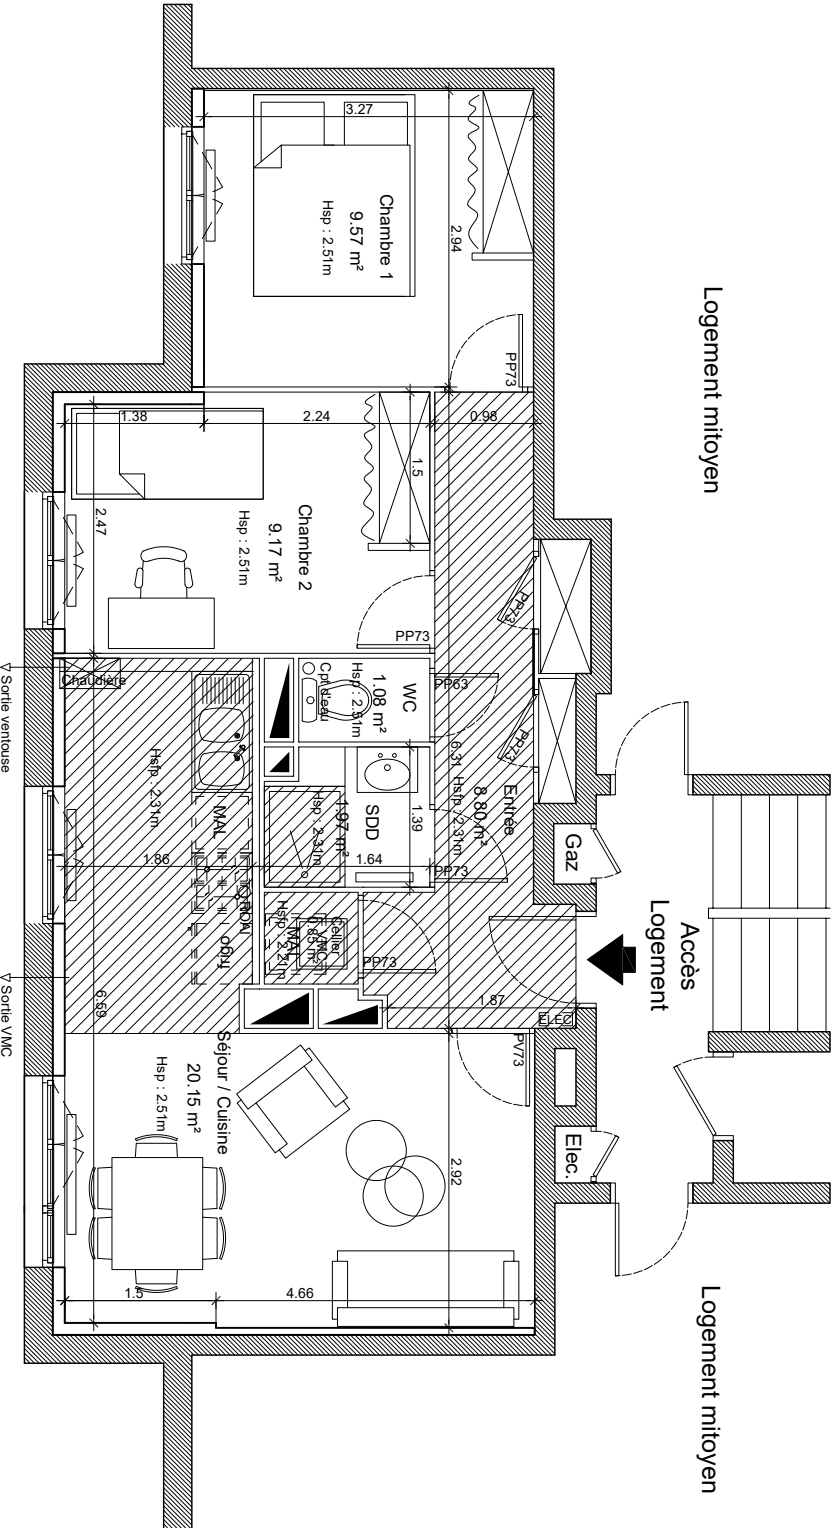 Logement mitoyen
Accès
Logement
Logement mitoyen
Gaz
Elec.
ELEC
3.27
2.94
Chambre 1
9.57 m²
Hsp : 2.51m
PP73
1.38
2.24
0.98
1.5
2.47
Chambre 2
9.17 m²
Hsp : 2.51m
PP73
PP73
PP73
PP63
WC
1.08 m²
Hsp : 2.51m
Cpt d'eau
Entrée
8.80 m²
Hsfp : 2.31m
6.31
SDD
1.97 m²
Hsp : 2.31m
1.39
1.64
PP73
Cellier
0.85 m²
Hsfp : 2.21m
VMC
MAL
PP73
1.87
PV73
Chaudière
Hsfp : 2.31m
MAL
1.86
frigo
6.59
Séjour / Cuisine
20.15 m²
Hsp : 2.51m
2.92
1.5
4.66
Sortie ventouse
Sortie VMC